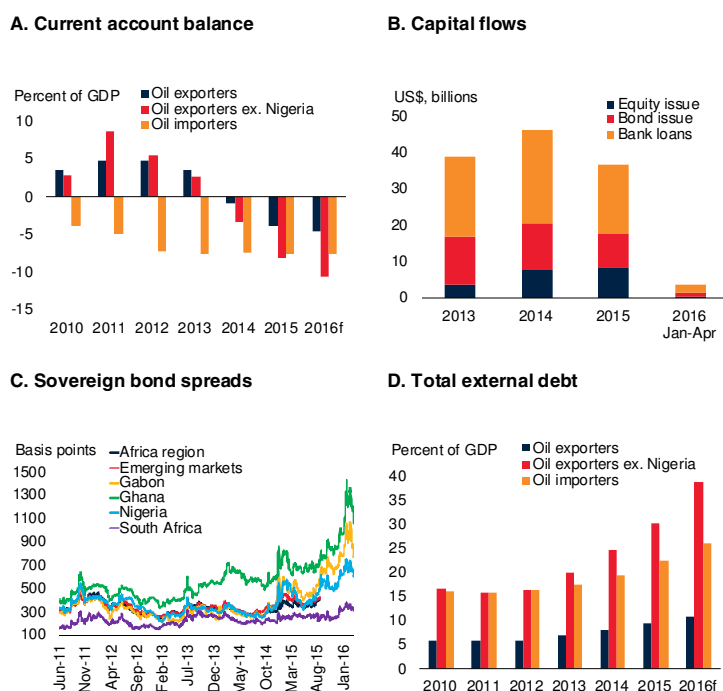 A. Current account balance
Percent of GDP
Oil exporters
Oil exporters ex. Nigeria
Oil importers
10
5
0
-5
-10
-15
2010 2011 2012 2013 2014 2015 2016f
B. Capital flows
US$, billions
Equity issue
Bond issue
Bank loans
50
40
30
20
10
0
2013 2014 2015 2016
Jan-Apr
C. Sovereign bond spreads
Basis points
Africa region
Emerging markets
Gabon
Ghana
Nigeria
South Africa
1500
1300
1100
900
700
500
300
100
Jun-11 Nov-11 Apr-12 Sep-12 Feb-13 Jul-13 Dec-13 May-14 Oct-14 Mar-15 Aug-15 Jan-16
D. Total external debt
Percent of GDP
Oil exporters
Oil exporters ex. Nigeria
Oil importers
40
35
30
25
20
15
10
5
0
2010 2011 2012 2013 2014 2015 2016f